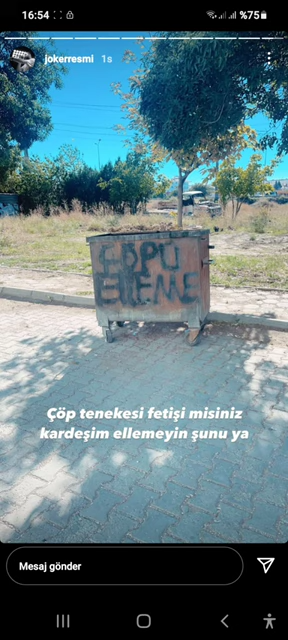 16:54
%75
jokerresmi 1s
ÇÖPÜ
ELLEME
Çöp tenekesi fetişi misiniz
kardeşim ellemeyin şunu ya
Mesaj gönder